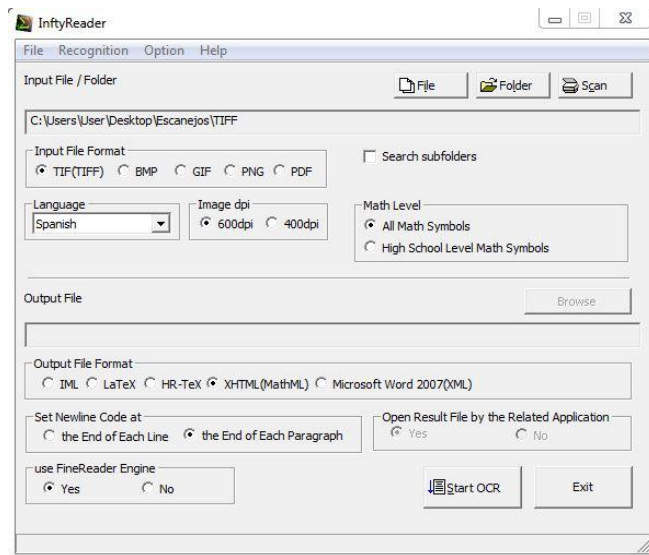 InftyReader
File Recognition Option Help
Input File / Folder
File Folder Scan
C:\Users\User\Desktop\Escanejos\TIFF
Input File Format
TIF(TIFF) BMP GIF PNG PDF
Search subfolders
Language
Spanish
Image dpi
600dpi 400dpi
Math Level
All Math Symbols
High School Level Math Symbols
Output File
Browse
Output File Format
IML LaTeX HR-TeX XHTML(MathML) Microsoft Word 2007(XML)
Set Newline Code at
the End of Each Line the End of Each Paragraph
Open Result File by the Related Application
Yes No
use FineReader Engine
Yes No
Start OCR
Exit